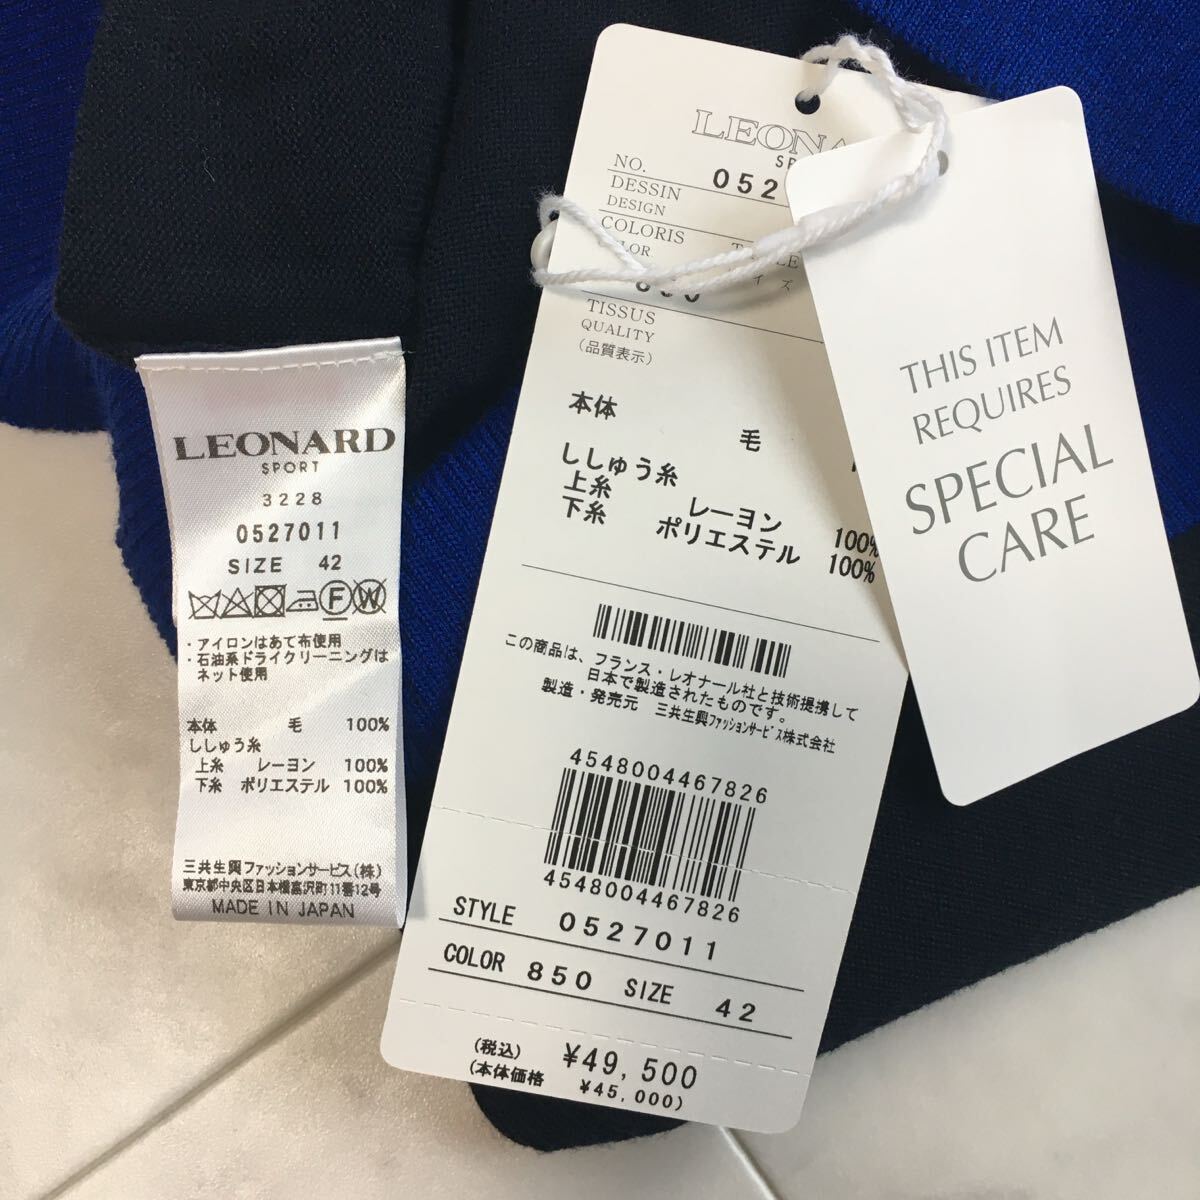 LEONARD
SPORT
3228
0527011
SIZE 42
F W
・アイロンはあて布使用
・石油系ドライクリーニングは
ネット使用
本体 毛 100%
ししゅう糸
上糸 レーヨン 100%
下糸 ポリエステル 100%
三共生興ファッションサービス(株)
東京都中央区日本橋富沢町11番12号
MADE IN JAPAN
NO.
DESSIN
DESIGN
COLORIS
TISSUS
QUALITY
(品質表示)
本体
毛
ししゅう糸
上糸 レーヨン 100%
下糸 ポリエステル 100%
この商品は、フランス・レオナール社と技術提携して
日本で製造されたものです。
製造・発売元 三共生興ファッションサービス株式会社
4548004467826
4548004467826
STYLE 0527011
COLOR 850 SIZE 42
(税込) ¥49,500
(本体価格 ¥45,000)
THIS ITEM
REQUIRES
SPECIAL
CARE